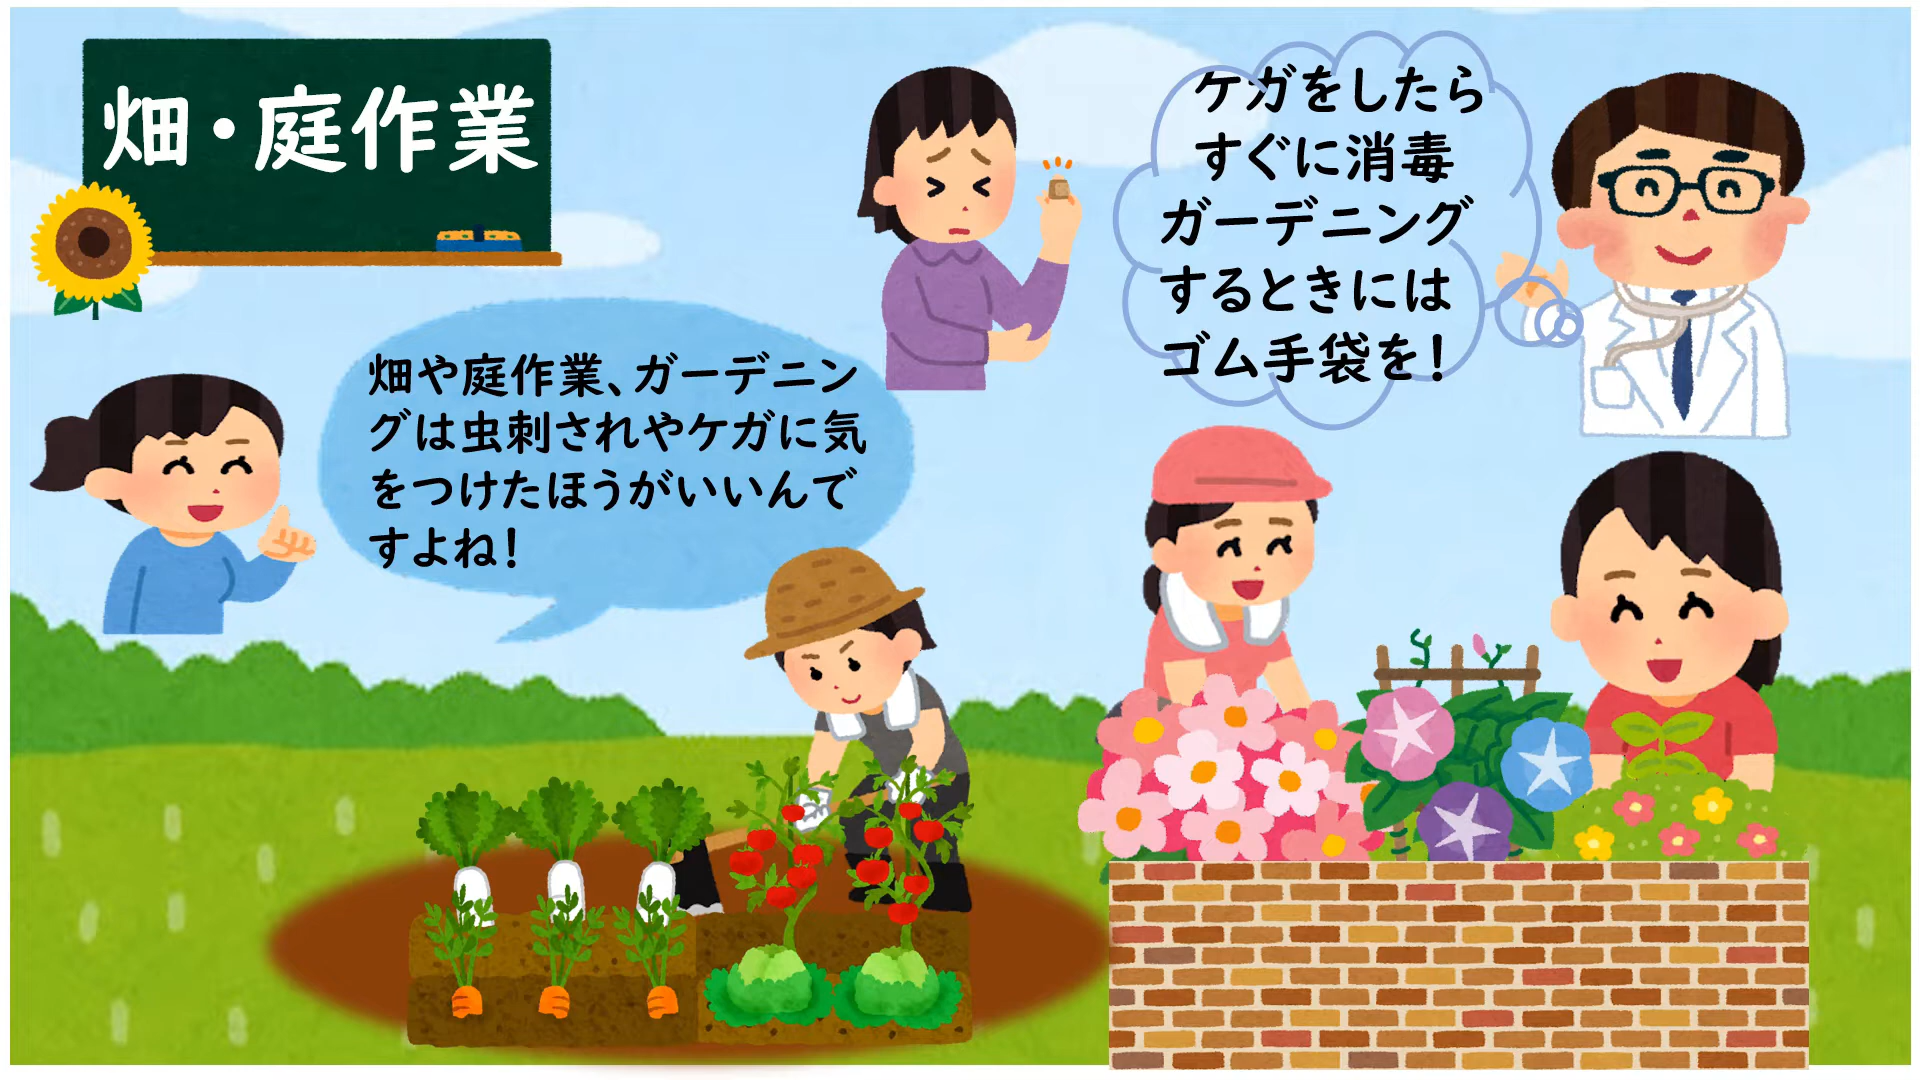 畑・庭作業
畑や庭作業、ガーデニン
グは虫刺されやケガに気
をつけたほうがいいんで
すよね！
ケガをしたら
すぐに消毒
ガーデニング
するときには
ゴム手袋を！